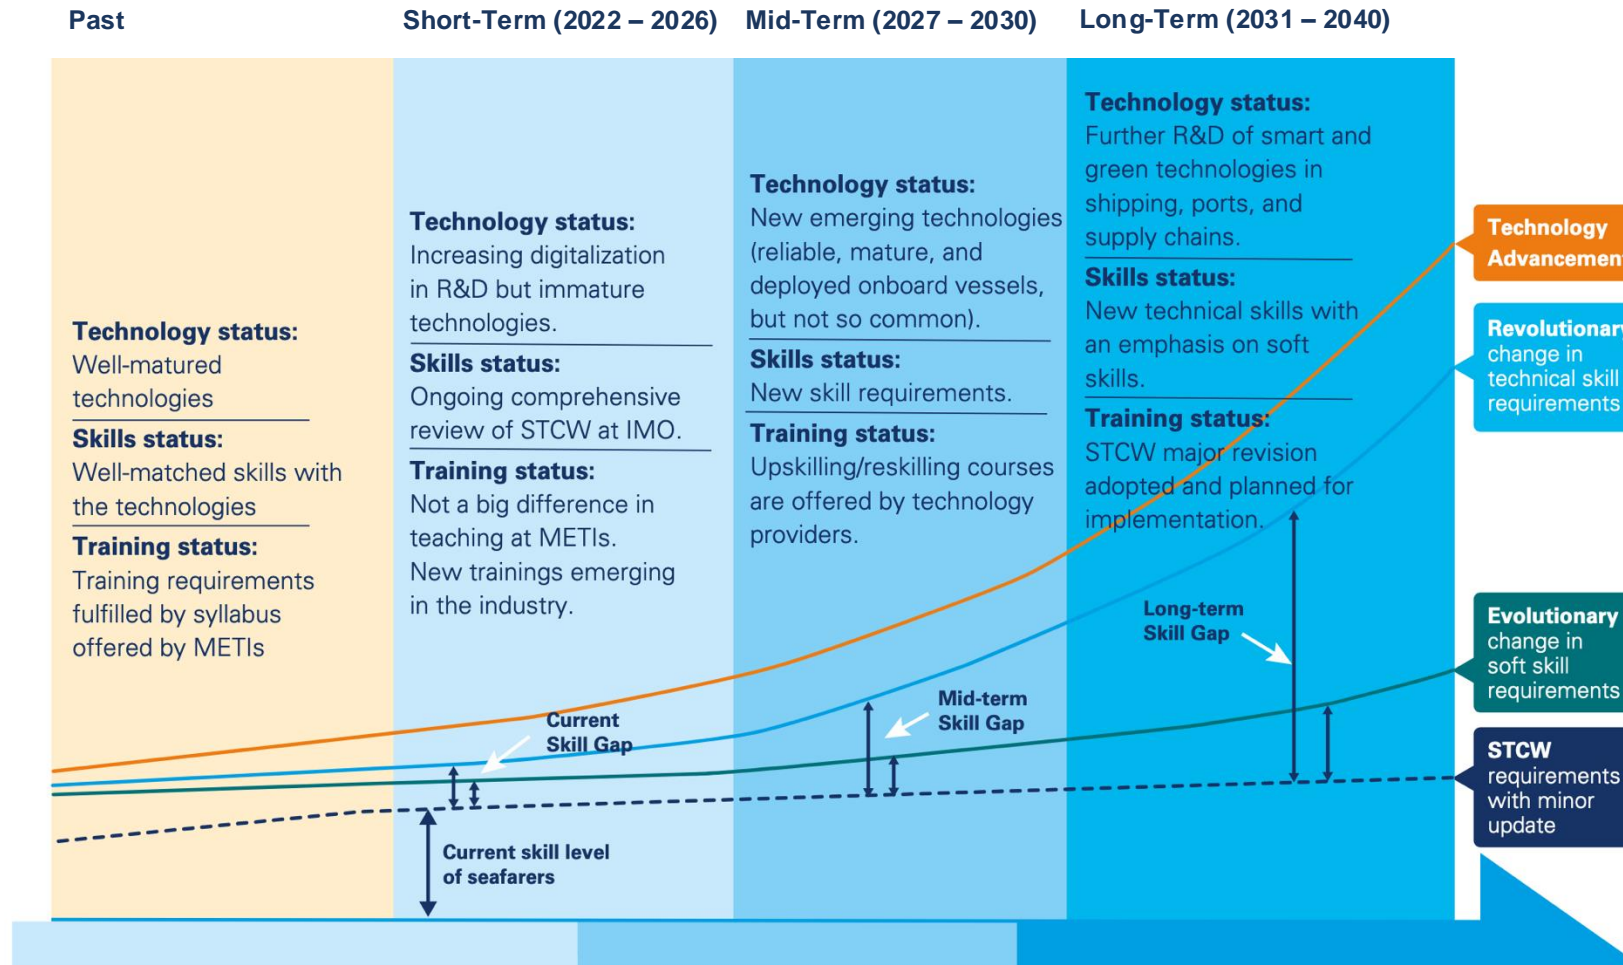 Past
Short-Term (2022 – 2026)
Mid-Term (2027 – 2030)
Long-Term (2031 – 2040)
Technology status:
Well-matured
technologies
Skills status:
Well-matched skills with
the technologies
Training status:
Training requirements
fulfilled by syllabus
offered by METIs
Technology status:
Increasing digitalization
in R&D but immature
technologies.
Skills status:
Ongoing comprehensive
review of STCW at IMO.
Training status:
Not a big difference in
teaching at METIs.
New trainings emerging
in the industry.
Technology status:
New emerging technologies
(reliable, mature, and
deployed onboard vessels,
but not so common).
Skills status:
New skill requirements.
Training status:
Upskilling/reskilling courses
are offered by technology
providers.
Technology status:
Further R&D of smart and
green technologies in
shipping, ports, and
supply chains.
Skills status:
New technical skills with
an emphasis on soft
skills.
Training status:
STCW major revision
adopted and planned for
implementation.
Current
Skill Gap
Current skill level
of seafarers
Mid-term
Skill Gap
Long-term
Skill Gap
Technology
Advancement
Revolutionary
change in
technical skill
requirements
Evolutionary
change in
soft skill
requirements
STCW
requirements
with minor
update